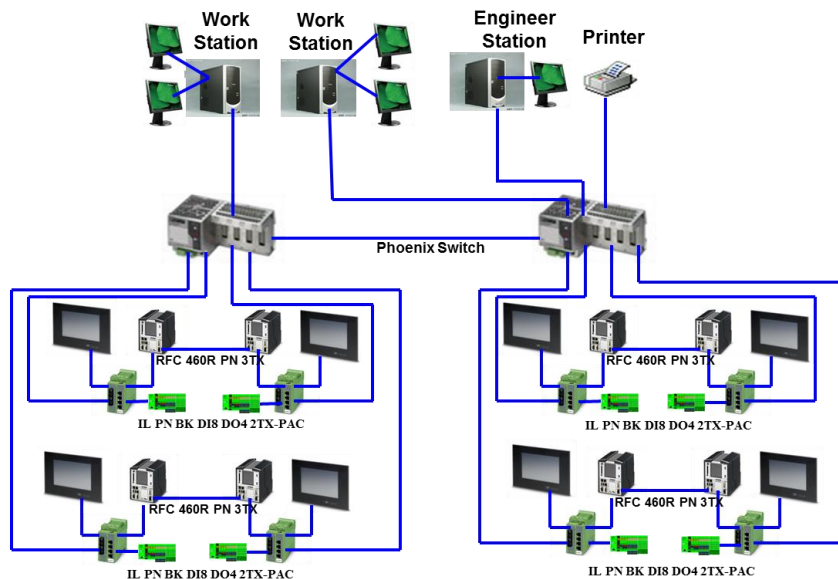 Work
Station
Work
Station
Engineer
Station
Printer
Phoenix Switch
RFC 460R PN 3TX
IL PN BK DI8 DO4 2TX-PAC
RFC 460R PN 3TX
IL PN BK DI8 DO4 2TX-PAC
RFC 460R PN 3TX
IL PN BK DI8 DO4 2TX-PAC
RFC 460R PN 3TX
IL PN BK DI8 DO4 2TX-PAC